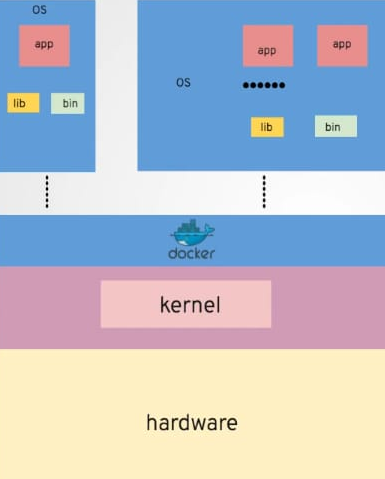 OS
app
lib
bin
OS
app
app
lib
bin
docker
kernel
hardware